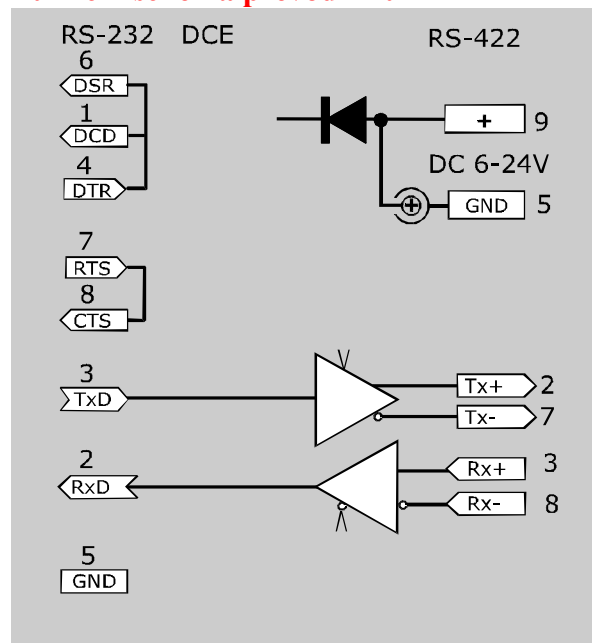 RS-232 DCE
RS-422
6
DSR
1
DCD
4
DTR
+ 9
DC 6-24V
GND 5
7
RTS
8
CTS
3
TxD
Tx+ 2
Tx- 7
2
RxD
Rx+ 3
Rx- 8
5
GND